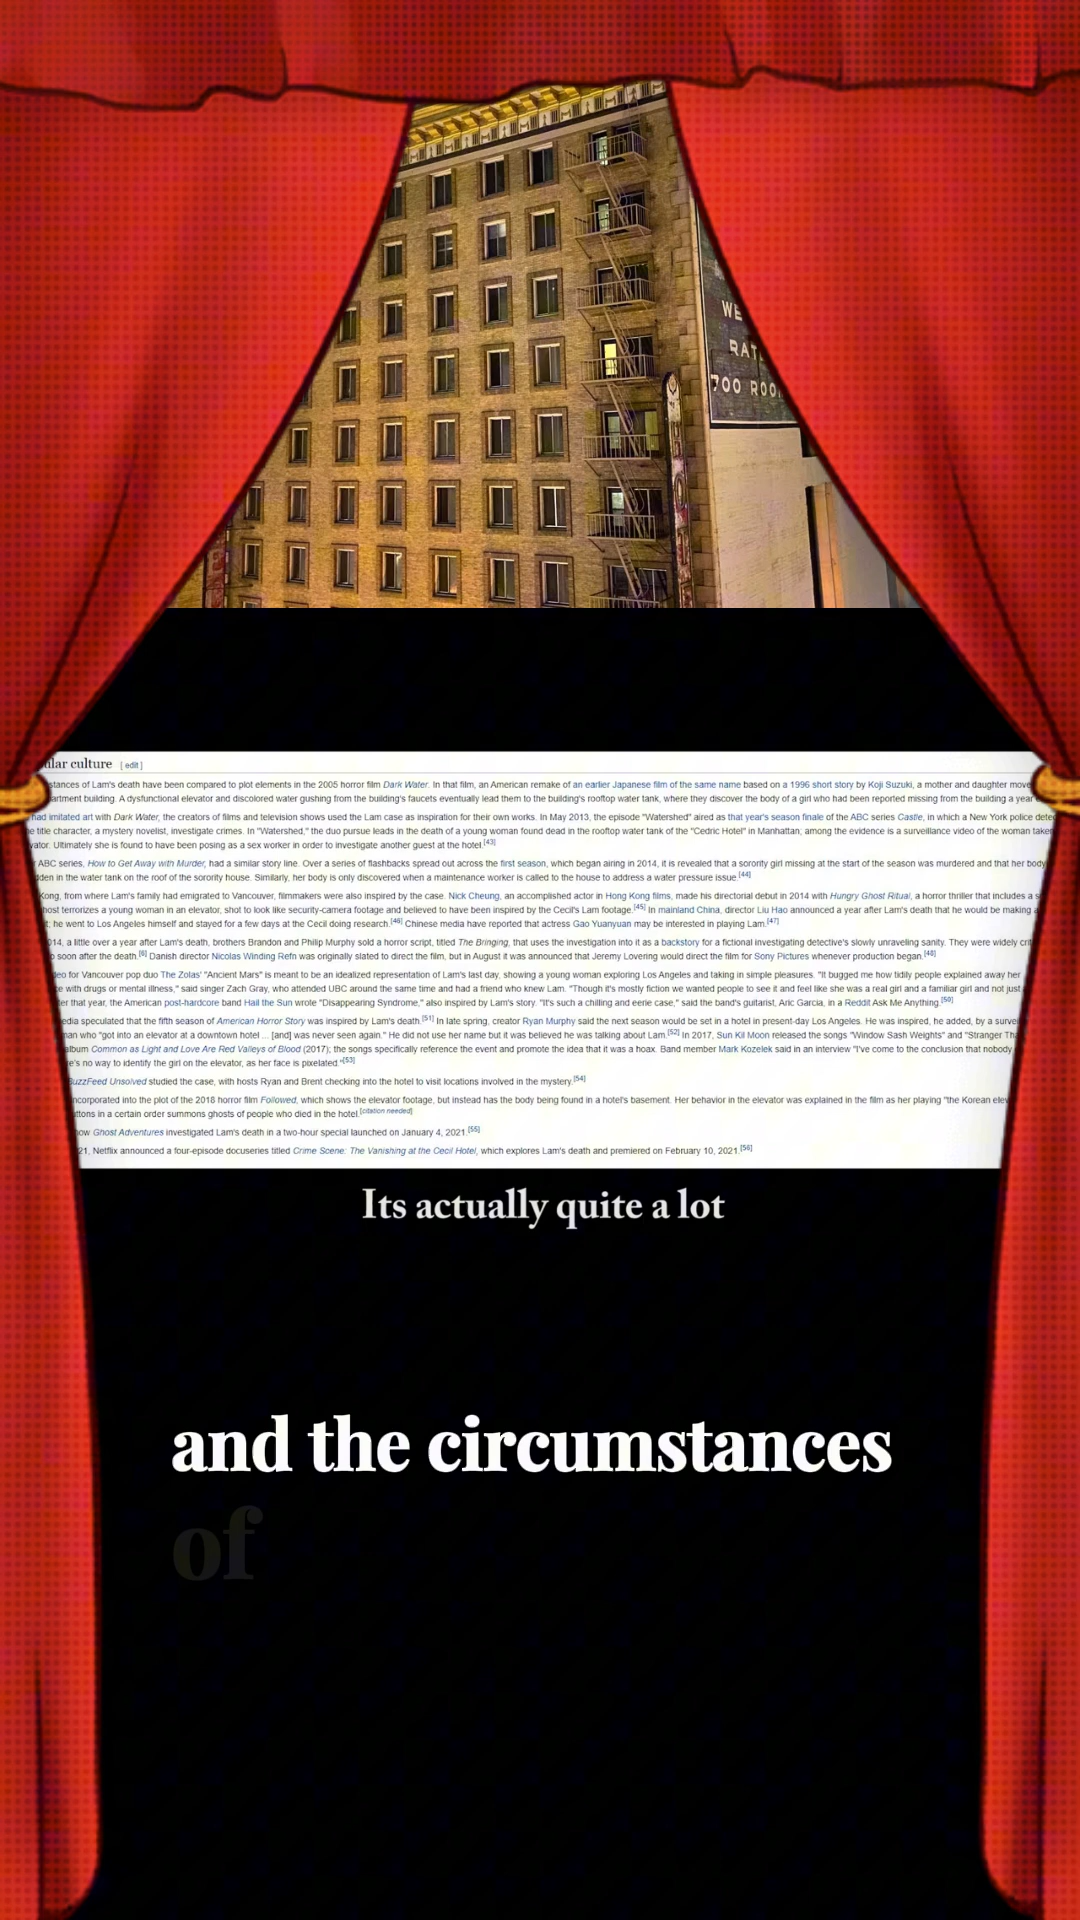 WE
RAT
700 ROO
ular culture [ edit ]
stances of Lam's death have been compared to plot elements in the 2005 horror film Dark Water. In that film, an American remake of an earlier Japanese film of the same name based on a 1996 short story by Koji Suzuki, a mother and daughter move
artment building. A dysfunctional elevator and discolored water gushing from the building's faucets eventually lead them to the building's rooftop water tank, where they discover the body of a girl who had been reported missing from the building a year
had imitated art with Dark Water, the creators of films and television shows used the Lam case as inspiration for their own works. In May 2013, the episode "Watershed" aired as that year's season finale of the ABC series Castle, in which a New York police dete
e title character, a mystery novelist, investigate crimes. In "Watershed," the duo pursue leads in the death of a young woman found dead in the rooftop water tank of the "Cedric Hotel" in Manhattan, among the evidence is a surveillance video of the woman taken
vator. Ultimately she is found to have been posing as a sex worker in order to investigate another guest at the hotel.[43]
ABC series, How to Get Away with Murder, had a similar story line. Over a series of flashbacks spread out across the first season, which began airing in 2014, it is revealed that a sorority girl missing at the start of the season was murdered and that her body
dden in the water tank on the roof of the sorority house. Similarly, her body is only discovered when a maintenance worker is called to the house to address a water pressure issue.[44]
Kong, from where Lam's family had emigrated to Vancouver, filmmakers were also inspired by the case. Nick Cheung, an accomplished actor in Hong Kong films, made his directorial debut in 2014 with Hungry Ghost Ritual, a horror thriller that includes a s
host terrorizes a young woman in an elevator, shot to look like security-camera footage and believed to have been inspired by the Cecil's Lam footage.[45] In mainland China, director Liu Hao announced a year after Lam's death that he would be making a
t; he went to Los Angeles himself and stayed for a few days at the Cecil doing research.[46] Chinese media have reported that actress Gao Yuanyuan may be interested in playing Lam.[47]
014, a little over a year after Lam's death, brothers Brandon and Philip Murphy sold a horror script, titled The Bringing, that uses the investigation into it as a backstory for a fictional investigating detective's slowly unraveling sanity. They were widely crit
o soon after the death.[6] Danish director Nicolas Winding Refn was originally slated to direct the film, but in August it was announced that Jeremy Lovering would direct the film for Sony Pictures whenever production began.[48]
deo for Vancouver pop duo The Zolas' "Ancient Mars" is meant to be an idealized representation of Lam's last day, showing a young woman exploring Los Angeles and taking in simple pleasures. "It bugged me how tidily people explained away her
e with drugs or mental illness," said singer Zach Gray, who attended UBC around the same time and had a friend who knew Lam. "Though it's mostly fiction we wanted people to see it and feel like she was a real girl and a familiar girl and not just
ter that year, the American post-hardcore band Hail the Sun wrote "Disappearing Syndrome," also inspired by Lam's story. "It's such a chilling and eerie case," said the band's guitarist, Aric Garcia, in a Reddit Ask Me Anything.[50]
edia speculated that the fifth season of American Horror Story was inspired by Lam's death.[51] In late spring, creator Ryan Murphy said the next season would be set in a hotel in present-day Los Angeles. He was inspired, he added, by a survei
man who "got into an elevator at a downtown hotel ... [and] was never seen again." He did not use her name but it was believed he was talking about Lam.[52] In 2017, Sun Kil Moon released the songs "Window Sash Weights" and "Stranger Tha
album Common as Light and Love Are Red Valleys of Blood (2017); the songs specifically reference the event and promote the idea that it was a hoax. Band member Mark Kozelek said in an interview "I've come to the conclusion that nobody
e's no way to identify the girl on the elevator, as her face is pixelated."[53]
BuzzFeed Unsolved studied the case, with hosts Ryan and Brent checking into the hotel to visit locations involved in the mystery.[54]
ncorporated into the plot of the 2018 horror film Followed, which shows the elevator footage, but instead has the body being found in a hotel's basement. Her behavior in the elevator was explained in the film as her playing "the Korean elev
ttons in a certain order summons ghosts of people who died in the hotel.[citation needed]
ow Ghost Adventures investigated Lam's death in a two-hour special launched on January 4, 2021.[55]
21, Netflix announced a four-episode docuseries titled Crime Scene: The Vanishing at the Cecil Hotel, which explores Lam's death and premiered on February 10, 2021.[56]
Its actually quite a lot
and the circumstances
of